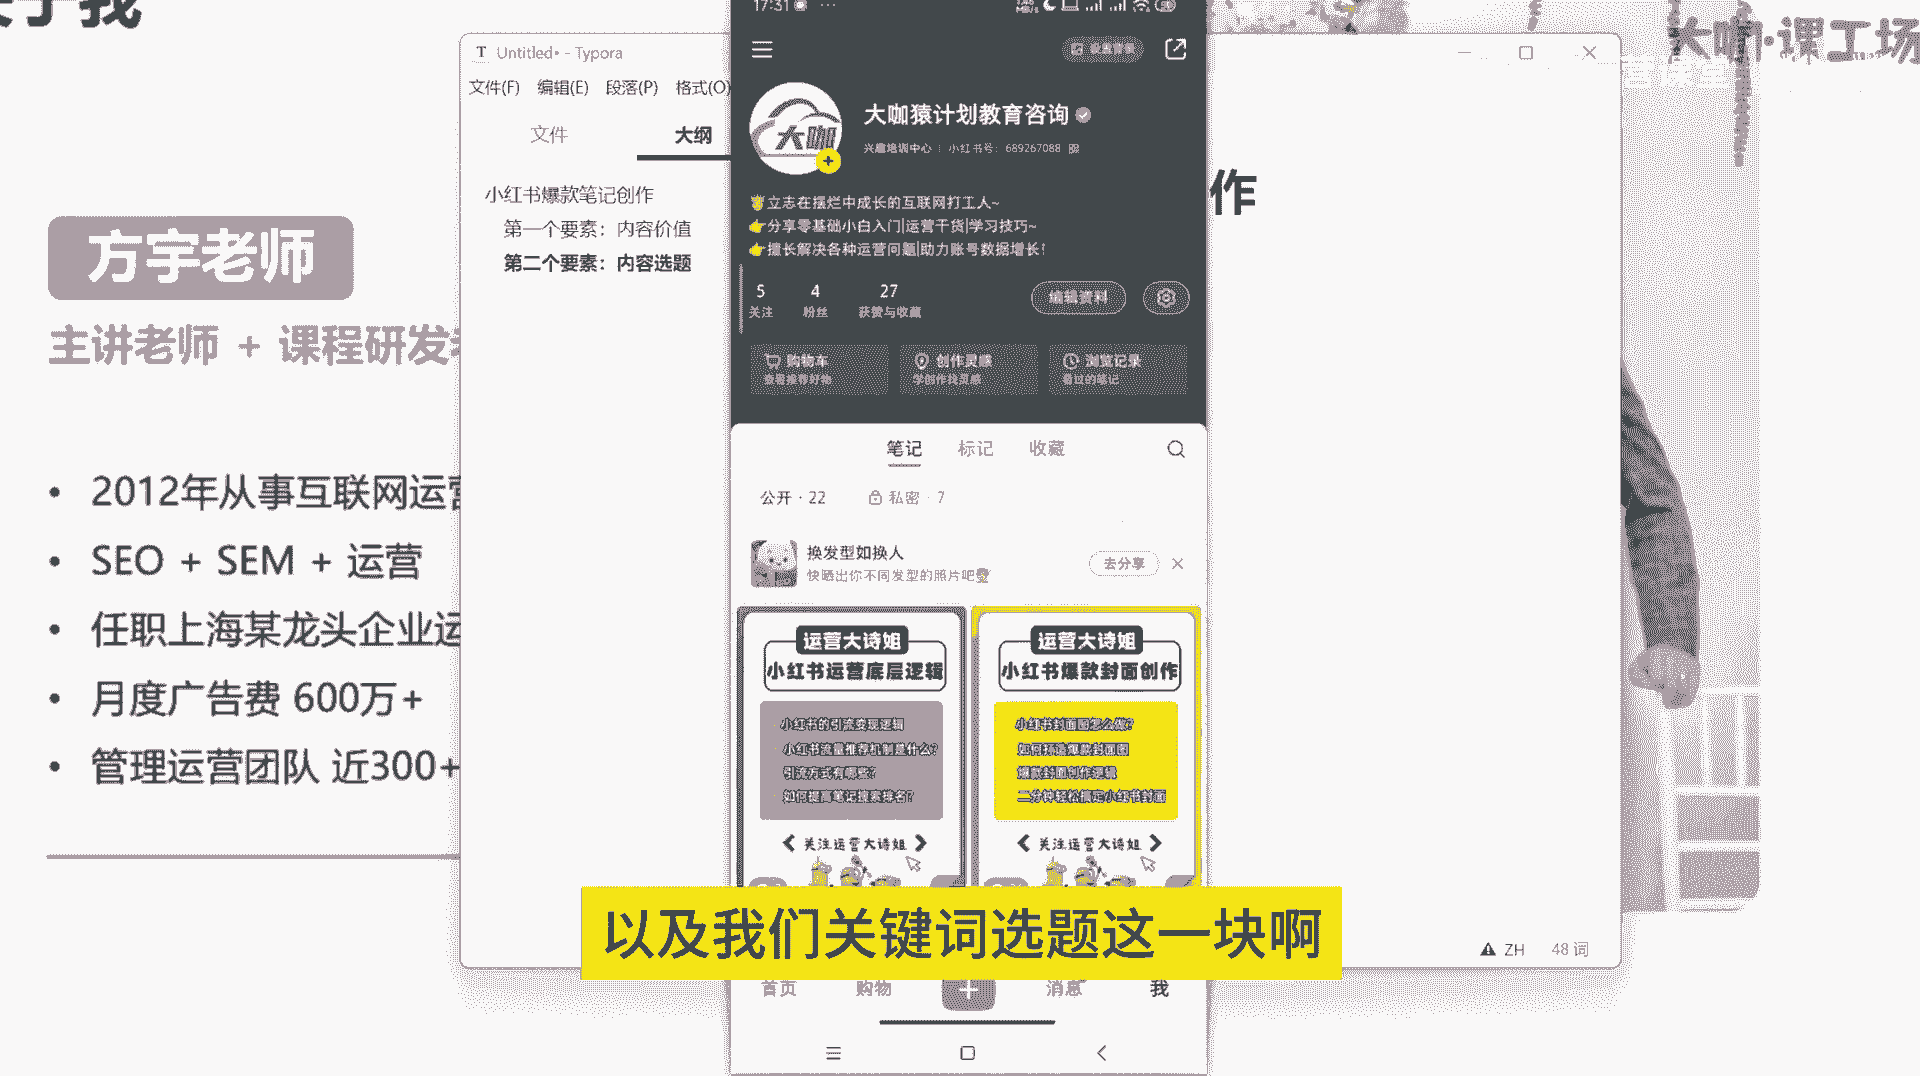 关于我
大咖·课工场
方宇老师
主讲老师 + 课程研发
2012年从事互联网运营
SEO + SEM + 运营
任职上海某龙头企业运
月度广告费 600万+
管理运营团队 近300+
Untitled• - Typora
文件(F) 编辑(E) 段落(P) 格式(O)
文件 大纲
小红书爆款笔记创作
第一个要素：内容价值
第二个要素：内容选题
作
ZH 48 词
17:31
设置背景
大咖
大咖猿计划教育咨询
兴趣培训中心 | 小红书号：689267088
立志在摆烂中成长的互联网打工人~
分享零基础小白入门|运营干货|学习技巧~
擅长解决各种运营问题|助力账号数据增长！
5 4 27
关注 粉丝 获赞与收藏
编辑资料
购物车 创作灵感 浏览记录
查看推荐好物 学创作找灵感 看过的笔记
笔记 标记 收藏
公开 · 22 私密 · 7
换发型如换人
快晒出你不同发型的照片吧
去分享
运营大诗姐
小红书运营底层逻辑
小红书的引流变现逻辑
小红书流量推荐机制是什么？
引流方式有哪些？
如何提高笔记搜索排名？
关注运营大诗姐
运营大诗姐
小红书爆款封面创作
小红书封面图怎么做？
如何打造爆款封面图
爆款封面创作逻辑
二分钟轻松搞定小红书封面
关注运营大诗姐
以及我们关键词选题这一块啊
首页 购物 消息 我